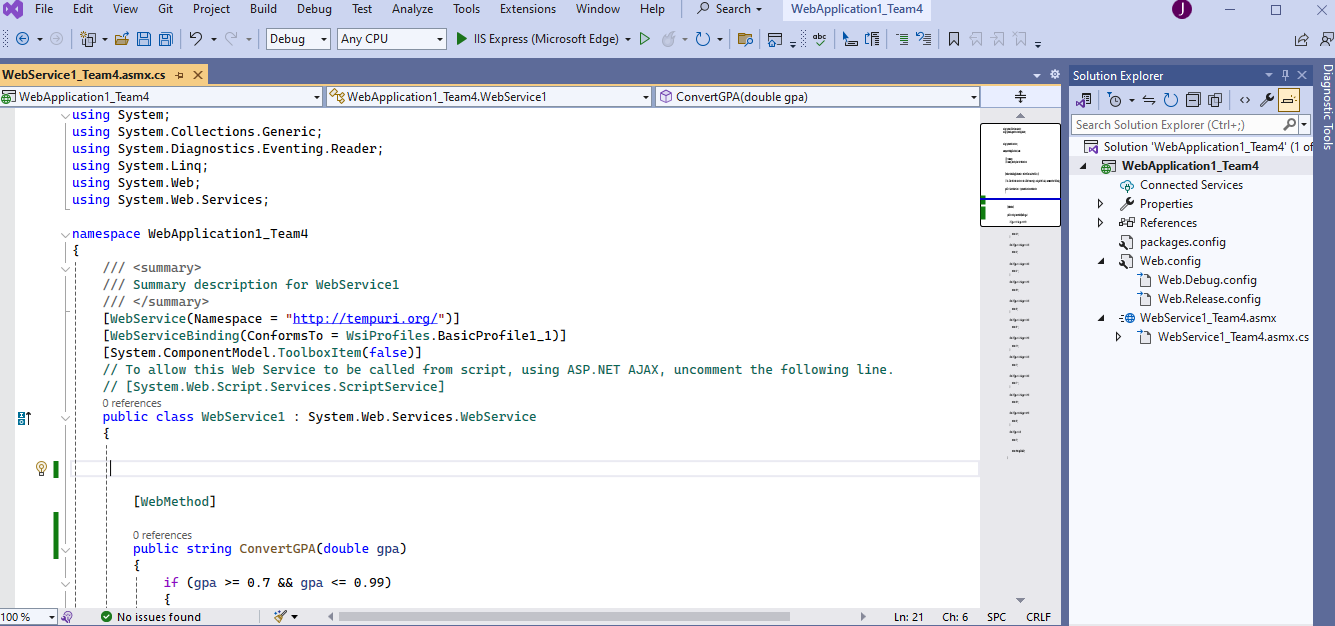 File Edit View Git Project Build Debug Test Analyze Tools Extensions Window Help Search WebApplication1_Team4 J
Debug Any CPU IIS Express (Microsoft Edge) abc
WebService1_Team4.asmx.cs
WebApplication1_Team4 WebApplication1_Team4.WebService1 ConvertGPA(double gpa)
using System;
using System.Collections.Generic;
using System.Diagnostics.Eventing.Reader;
using System.Linq;
using System.Web;
using System.Web.Services;
namespace WebApplication1_Team4
{
/// <summary>
/// Summary description for WebService1
/// </summary>
[WebService(Namespace = "http://tempuri.org/")]
[WebServiceBinding(ConformsTo = WsiProfiles.BasicProfile1_1)]
[System.ComponentModel.ToolboxItem(false)]
// To allow this Web Service to be called from script, using ASP.NET AJAX, uncomment the following line.
// [System.Web.Script.Services.ScriptService]
0 references
public class WebService1 : System.Web.Services.WebService
{
[WebMethod]
0 references
public string ConvertGPA(double gpa)
{
if (gpa >= 0.7 && gpa <= 0.99)
{
100 % No issues found Ln: 21 Ch: 6 SPC CRLF
Solution Explorer
Search Solution Explorer (Ctrl+;)
Solution 'WebApplication1_Team4' (1 of
WebApplication1_Team4
Connected Services
Properties
References
packages.config
Web.config
Web.Debug.config
Web.Release.config
WebService1_Team4.asmx
WebService1_Team4.asmx.cs
Diagnostic Tools